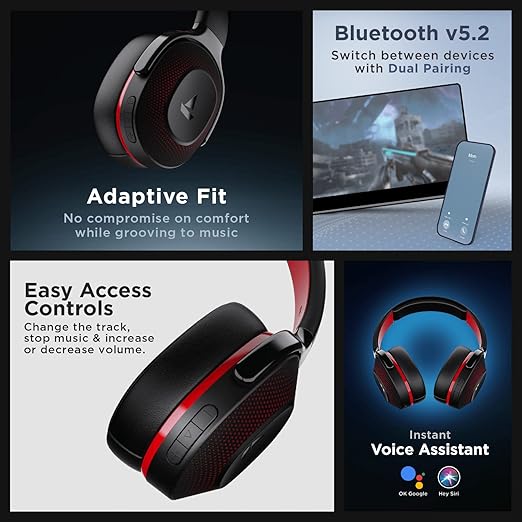 Adaptive Fit
No compromise on comfort
while grooving to music
Bluetooth v5.2
Switch between devices
with Dual Pairing
Mom
Easy Access
Controls
Change the track,
stop music & increase
or decrease volume.
Instant
Voice Assistant
OK Google
Hey Siri